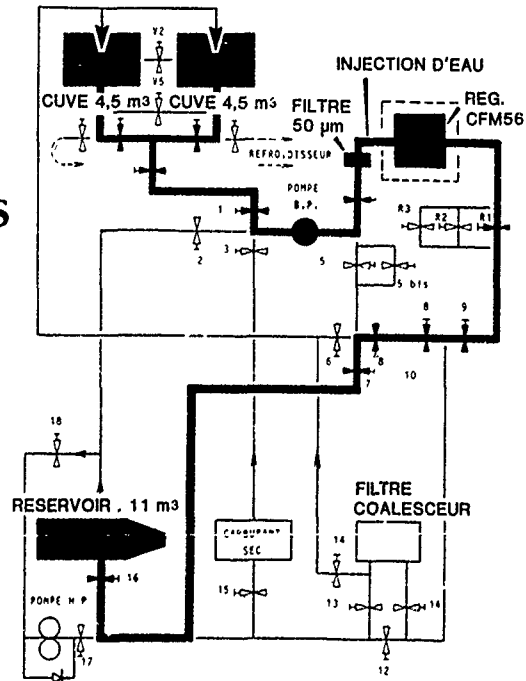 V2
V5
CUVE 4,5 m³ CUVE 4,5 m³
INJECTION D'EAU
REG.
CFM56
FILTRE
50 µm
REFROIDISSEUR
POMPE
B.P.
S
R3
R2
R1
1
2
3
5
5 bis
8
9
6
8
7
10
18
RESERVOIR . 11 m³
FILTRE
COALESCEUR
CARBURANT
SEC
14
16
15
13
14
POMPE H P
17
12